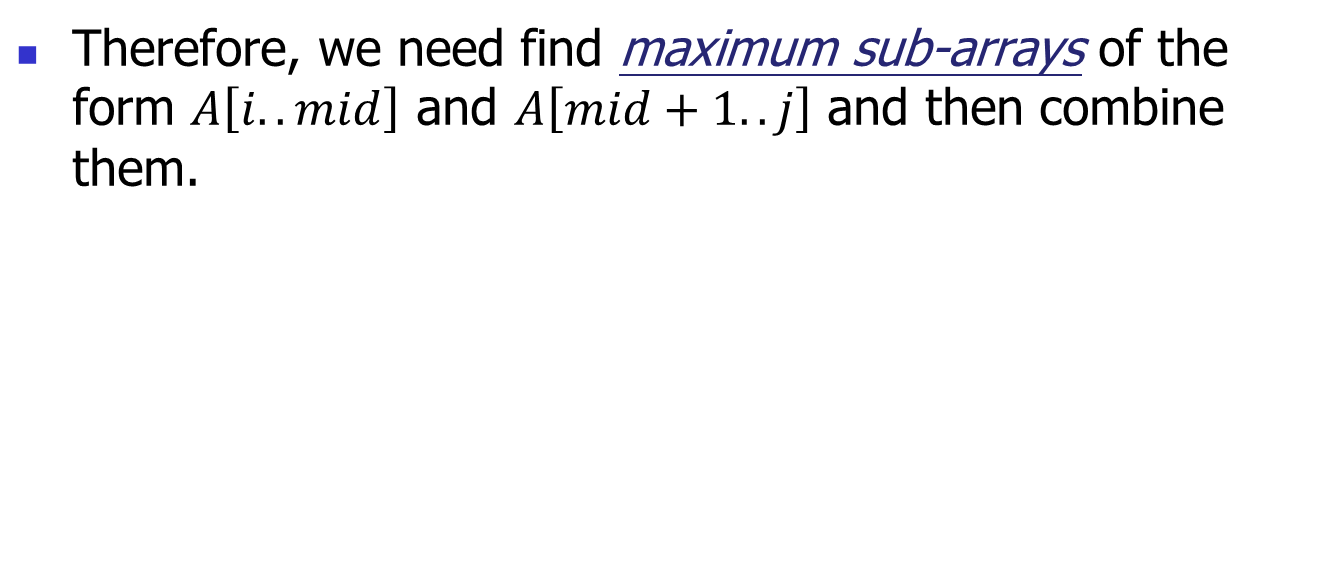 Therefore, we need find maximum sub-arrays of the
form A[i..mid] and A[mid + 1..j] and then combine
them.